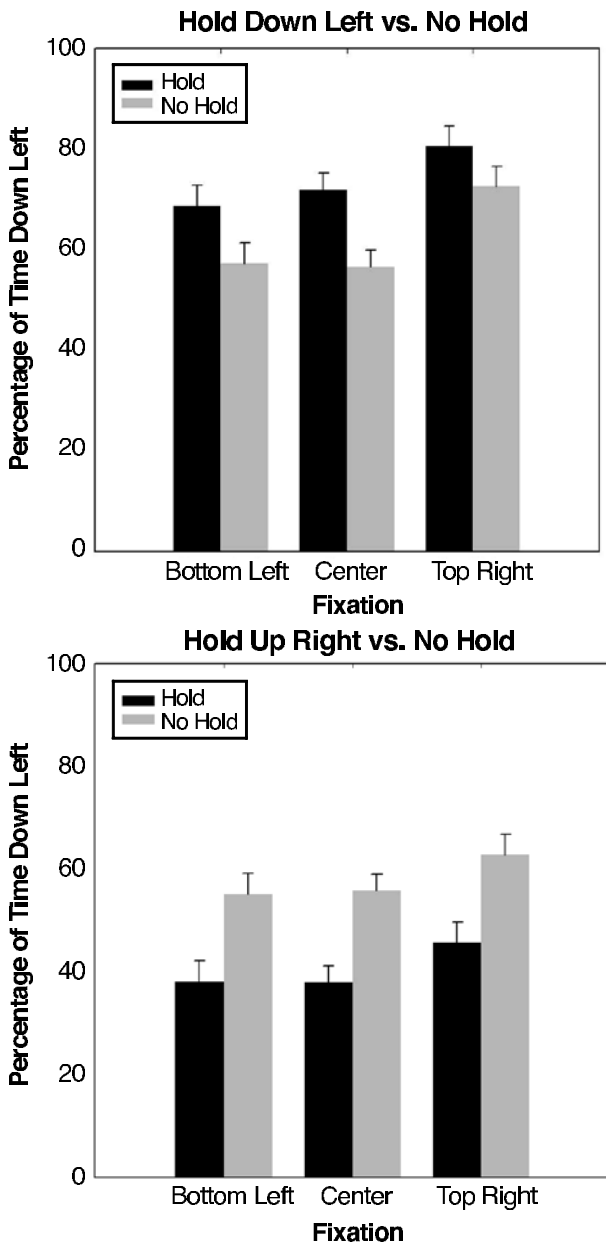 Hold Down Left vs. No Hold
Percentage of Time Down Left
100
80
60
40
20
0
Hold
No Hold
Bottom Left Center Top Right
Fixation
Hold Up Right vs. No Hold
Percentage of Time Down Left
100
80
60
40
20
0
Hold
No Hold
Bottom Left Center Top Right
Fixation